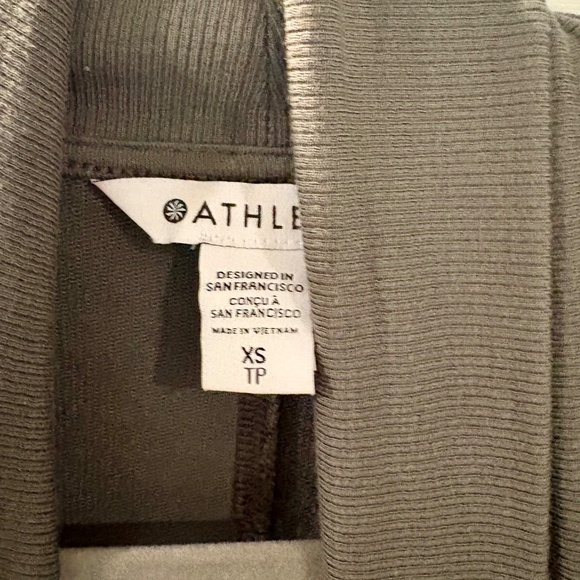 ATHLE
DESIGNED IN
SAN FRANCISCO
CONÇU À
SAN FRANCISCO
MADE IN VIETNAM
XS
TP